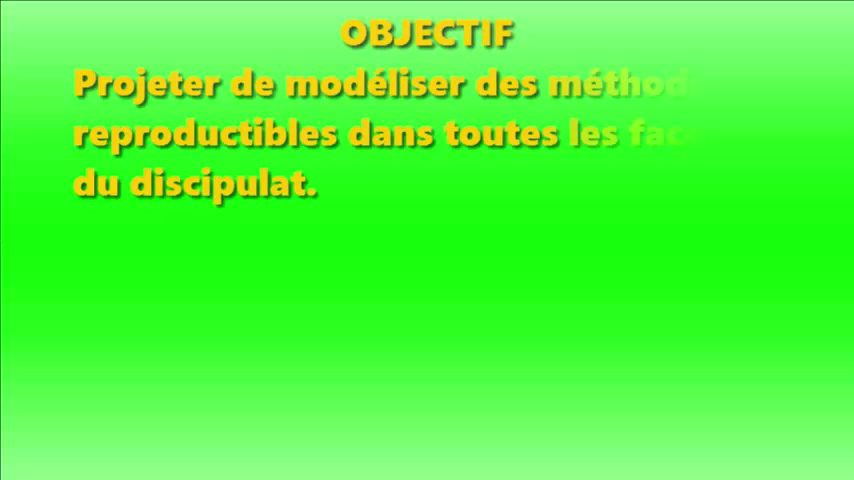 OBJECTIF
Projeter de modéliser des
reproductibles dans toutes les
du discipulat.